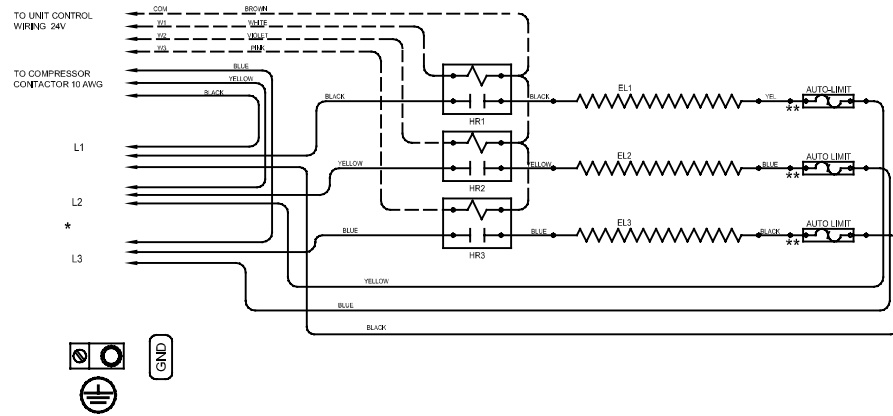 TO UNIT CONTROL
WIRING 24V
COM
BROWN
W1
WHITE
W2
VIOLET
W3
PINK
TO COMPRESSOR
CONTACTOR 10 AWG
BLUE
YELLOW
BLACK
BLACK
HR1
BLACK
EL1
YEL
**
AUTO-LIMIT
L1
YELLOW
HR2
YELLOW
EL2
BLUE
**
AUTO LIMIT
L2
*
BLUE
HR3
BLUE
EL3
BLACK
**
AUTO LIMIT
L3
YELLOW
BLUE
BLACK
GND